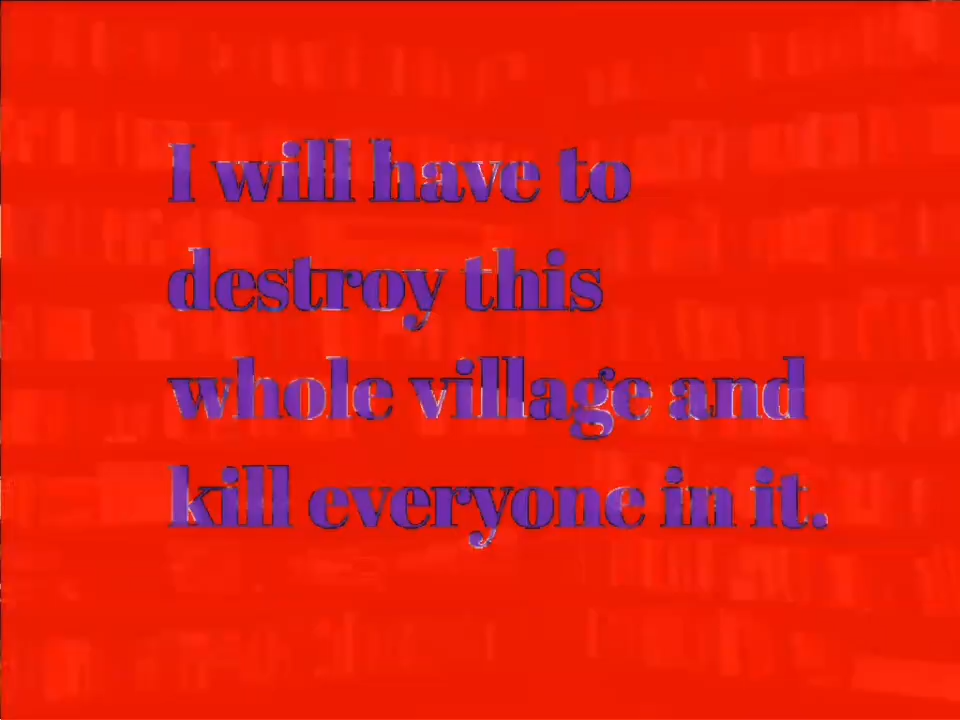 I will have to
destroy this
whole village and
kill everyone in it.